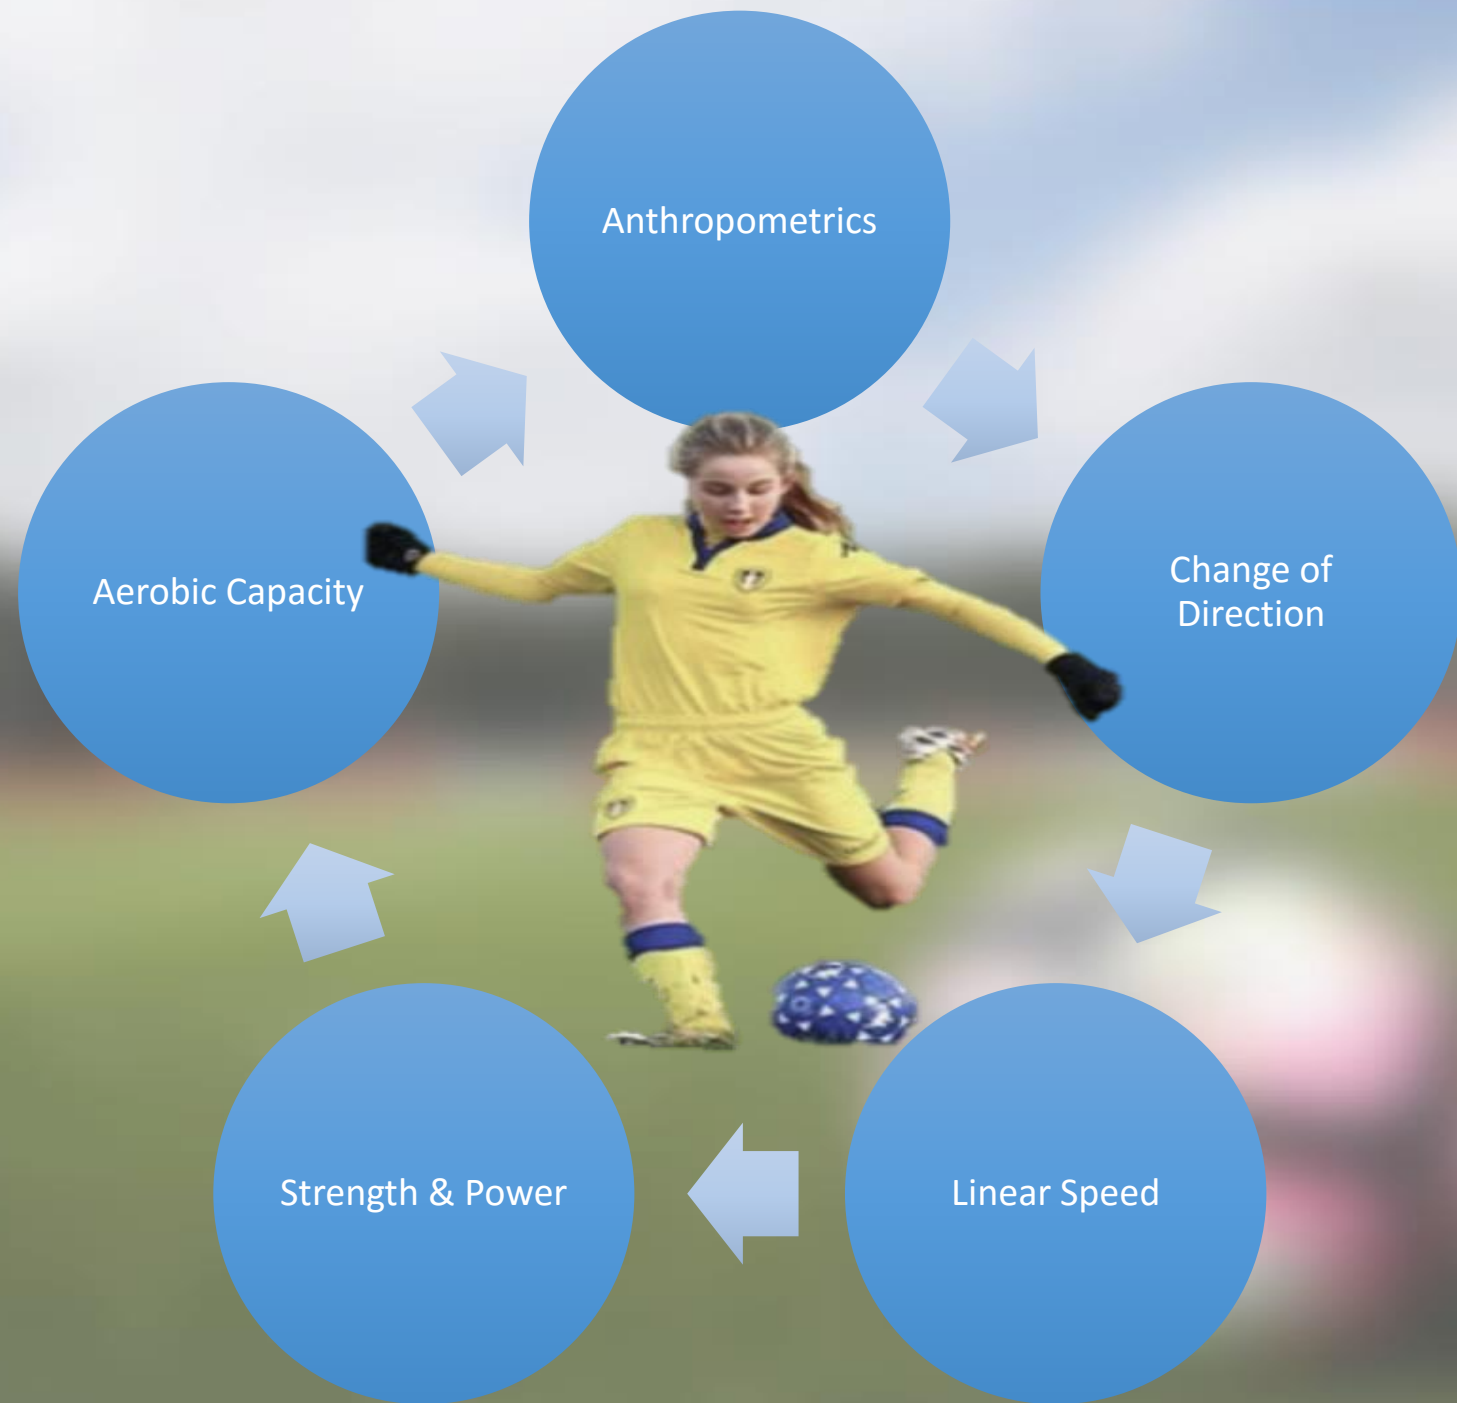 Anthropometrics
Change of
Direction
Linear Speed
Strength & Power
Aerobic Capacity